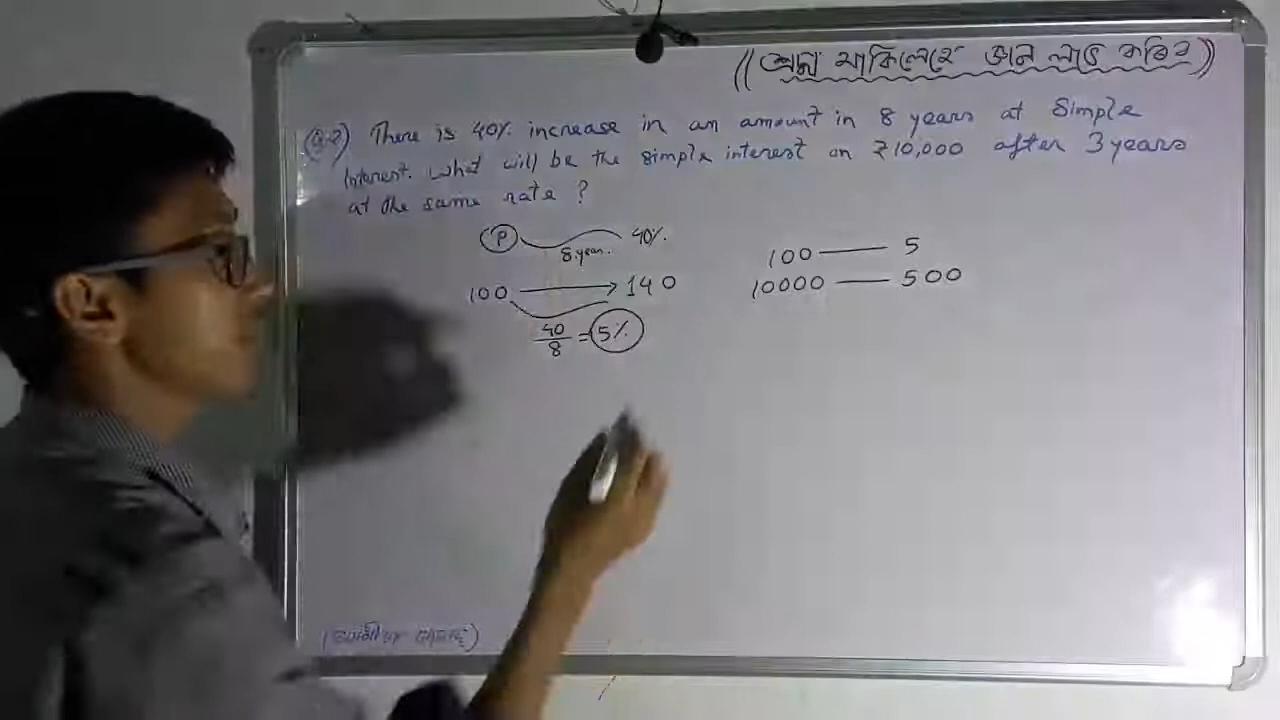 ((শ্রদ্ধা থাকিলেহে জ্ঞান লাভ কৰিব))
(Q.2) There is 40% increase in an amount in 8 years at Simple
Interest. What will be the simple interest on ₹10,000 after 3 years
at the same rate ?
P 8 year. 40%.
100 → 140
40/8 = 5%
100 — 5
10000 — 500